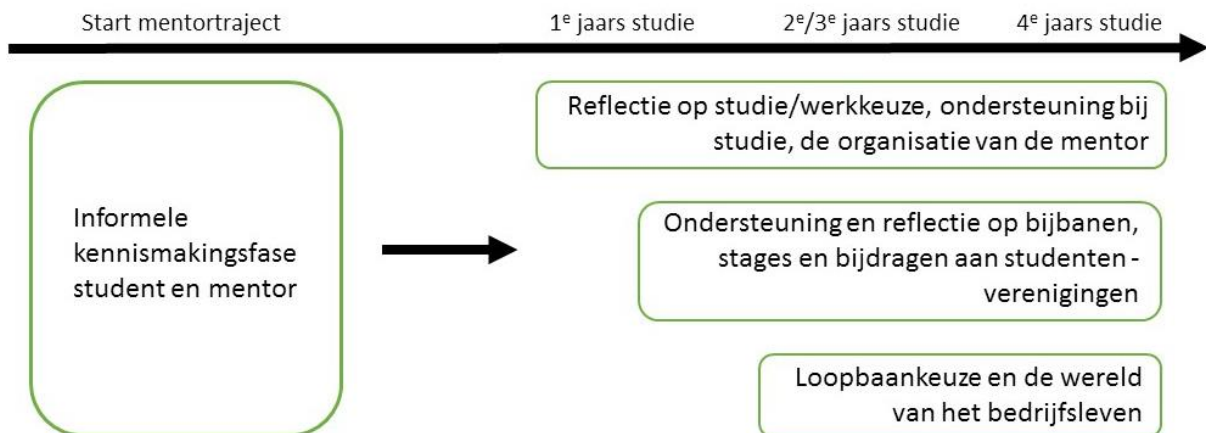 Start mentortraject
1e jaars studie
2e/3e jaars studie
4e jaars studie
Informele
kennismakingsfase
student en mentor
Reflectie op studie/werkkeuze, ondersteuning bij
studie, de organisatie van de mentor
Ondersteuning en reflectie op bijbanen,
stages en bijdragen aan studenten -
verenigingen
Loopbaankeuze en de wereld
van het bedrijfsleven